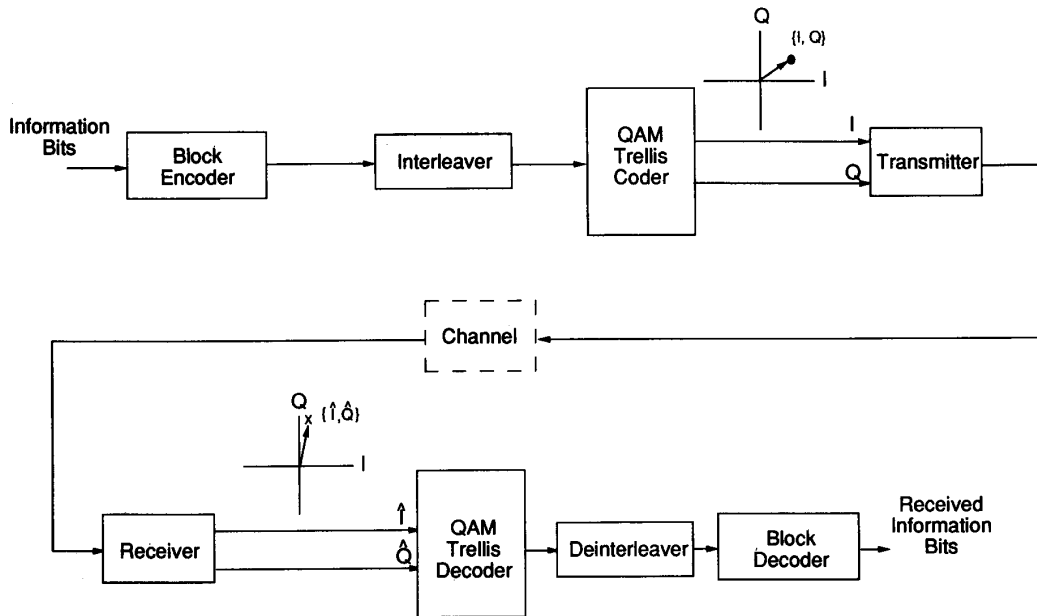 Q
{I, Q}
I
Information
Bits
Block
Encoder
Interleaver
QAM
Trellis
Coder
I
Q
Transmitter
Channel
Q
x {Î,Q̂}
I
Receiver
Î
Q̂
QAM
Trellis
Decoder
Deinterleaver
Block
Decoder
Received
Information
Bits